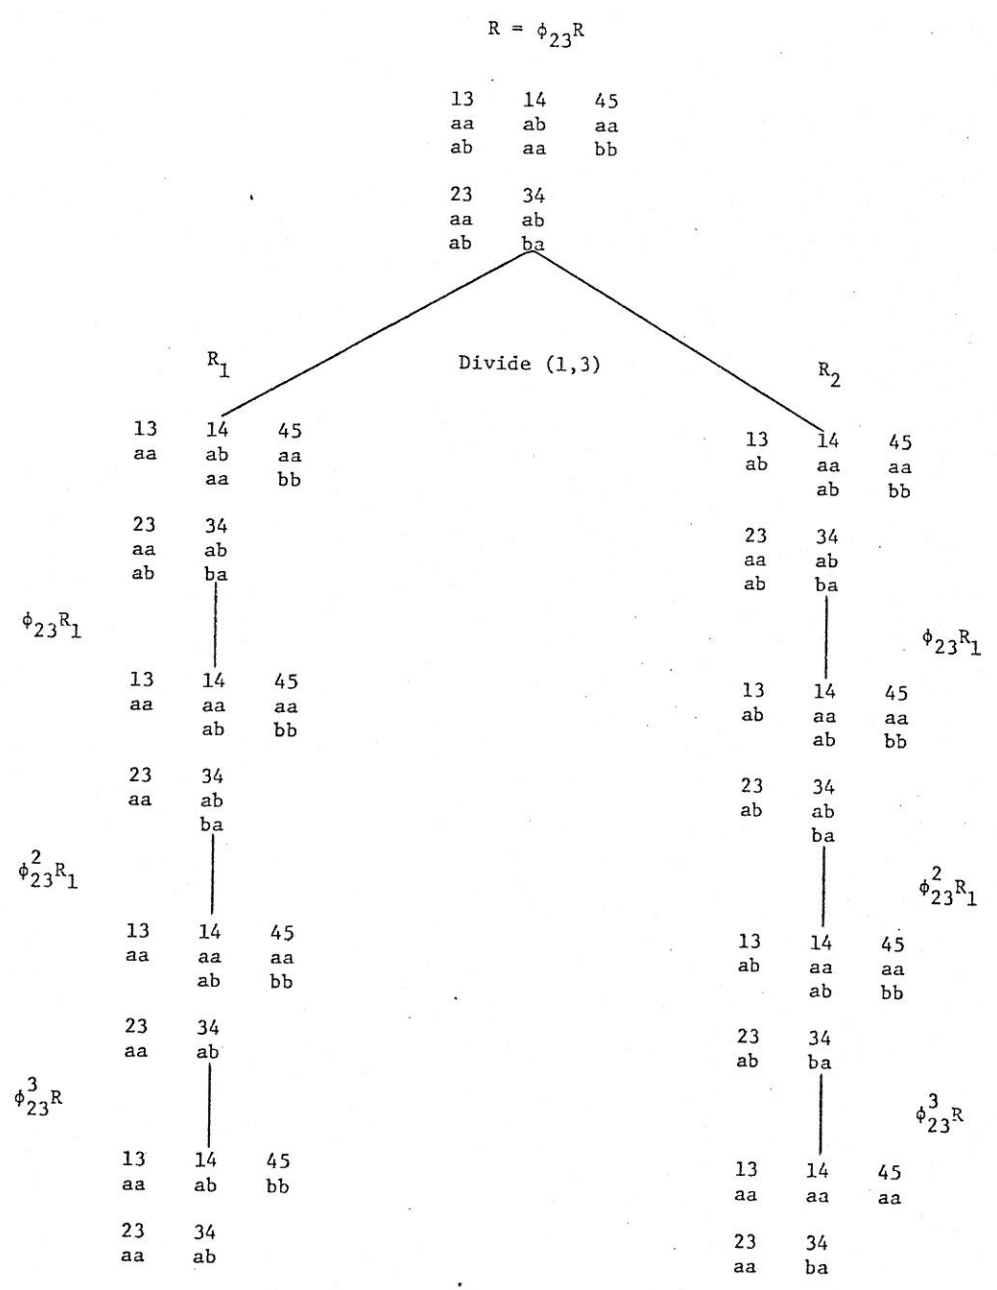 R = ϕ23R
13 14 45
aa ab aa
ab aa bb
23 34
aa ab
ab ba
Divide (1,3)
R1
13 14 45
aa ab aa
aa bb
23 34
aa ab
ab ba
ϕ23R1
13 14 45
aa aa aa
ab bb
23 34
aa ab
ba
ϕ²23R1
13 14 45
aa aa aa
ab bb
23 34
aa ab
ϕ³23R
13 14 45
aa ab bb
23 34
aa ab
R2
13 14 45
ab aa aa
ab bb
23 34
aa ab
ab ba
ϕ23R1
13 14 45
ab aa aa
ab bb
23 34
ab ab
ba
ϕ²23R1
13 14 45
ab aa aa
ab bb
23 34
ab ba
ϕ³23R
13 14 45
aa aa aa
23 34
aa ba